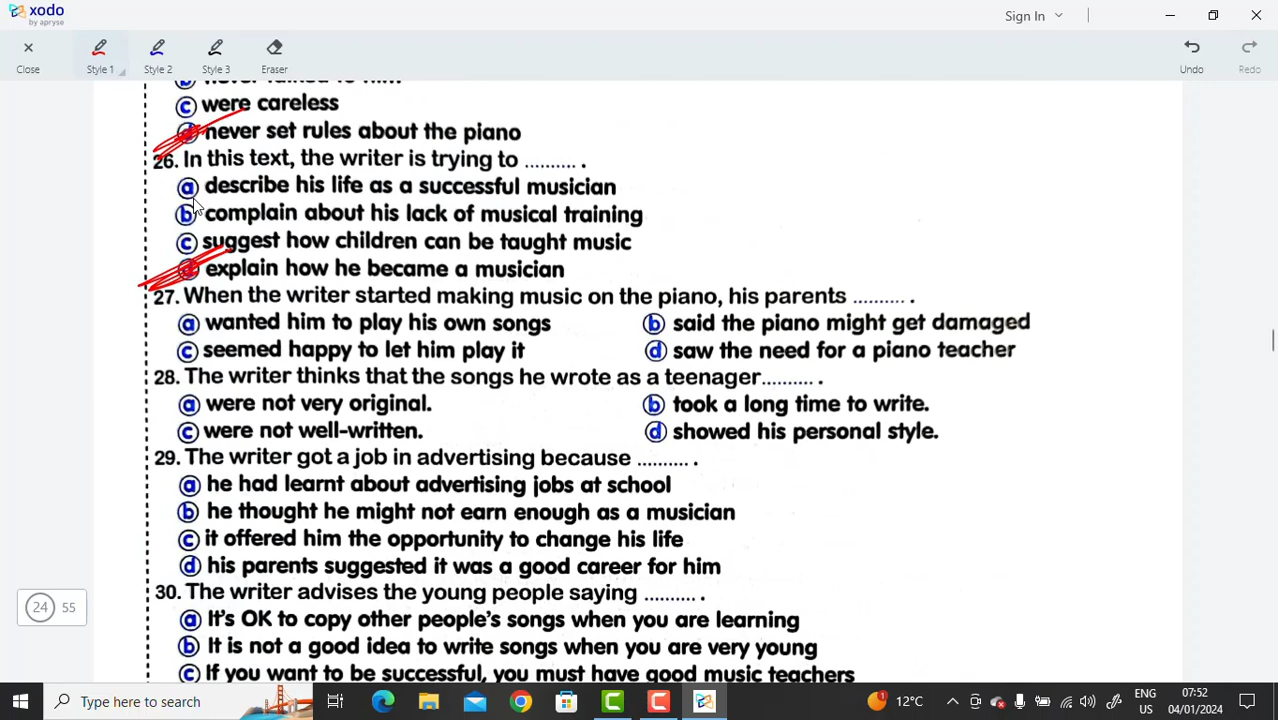 xodo
by apryse
Sign In
Close
Style 1
Style 2
Style 3
Eraser
Undo
Redo
c were careless
d never set rules about the piano
26. In this text, the writer is trying to .......... .
a describe his life as a successful musician
b complain about his lack of musical training
c suggest how children can be taught music
d explain how he became a musician
27. When the writer started making music on the piano, his parents .......... .
a wanted him to play his own songs b said the piano might get damaged
c seemed happy to let him play it d saw the need for a piano teacher
28. The writer thinks that the songs he wrote as a teenager.......... .
a were not very original. b took a long time to write.
c were not well-written. d showed his personal style.
29. The writer got a job in advertising because .......... .
a he had learnt about advertising jobs at school
b he thought he might not earn enough as a musician
c it offered him the opportunity to change his life
d his parents suggested it was a good career for him
30. The writer advises the young people saying .......... .
a It's OK to copy other people's songs when you are learning
b It is not a good idea to write songs when you are very young
c If you want to be successful, you must have good music teachers
24 55
Type here to search
1
12°C
ENG
US
07:52
04/01/2024